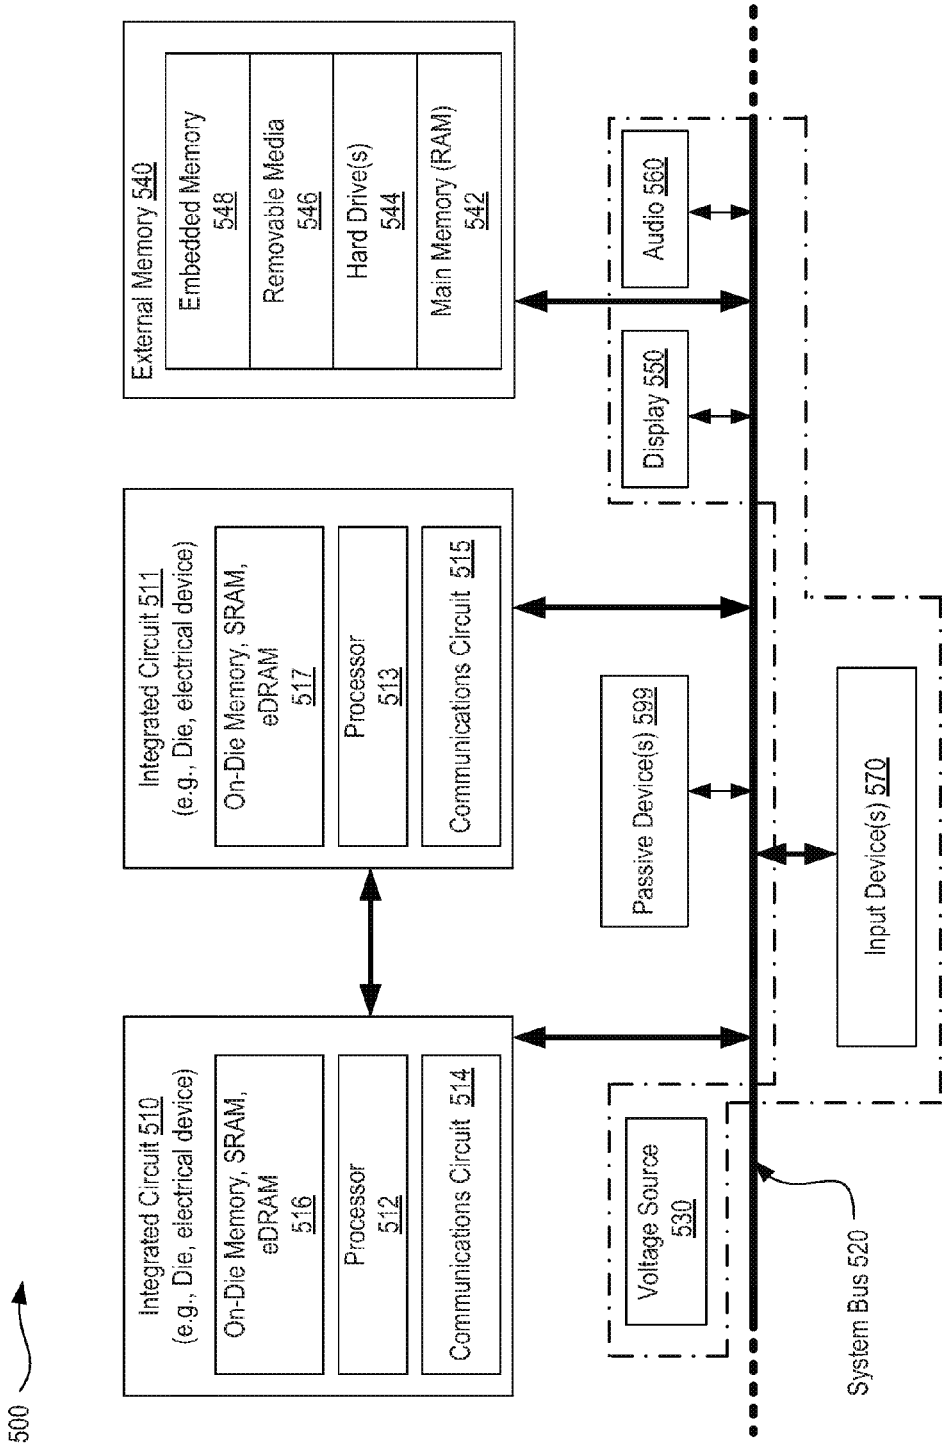 500
Integrated Circuit 510
(e.g., Die, electrical device)
On-Die Memory, SRAM,
eDRAM
516
Processor
512
Communications Circuit 514
Integrated Circuit 511
(e.g., Die, electrical device)
On-Die Memory, SRAM,
eDRAM
517
Processor
513
Communications Circuit 515
External Memory 540
Embedded Memory
548
Removable Media
546
Hard Drive(s)
544
Main Memory (RAM)
542
Voltage Source
530
Passive Device(s) 599
Display 550
Audio 560
System Bus 520
Input Device(s) 570